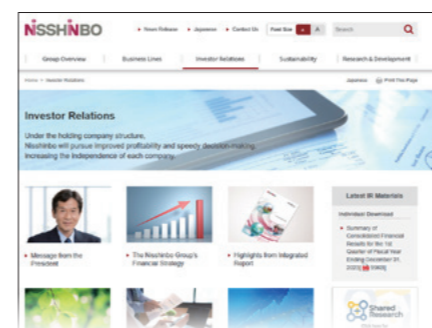 NISSHINBO
News Release Japanese Contact Us Font Size A Search
Group Overview Business Lines Investor Relations Sustainability Research & Development
Home > Investor Relations Japanese Print This Page
Investor Relations
Under the holding company structure,
Nisshinbo will pursue improved profitability and speedy decision-making,
increasing the independence of each company.
Message from the
President
The Nisshinbo Group's
Financial Strategy
Highlights from Integrated
Report
Latest IR Materials
Individual Download
Summary of
Consolidated Financial
Results for the 1st
Quarter of Fiscal Year
Ending December 31,
Shared
Research